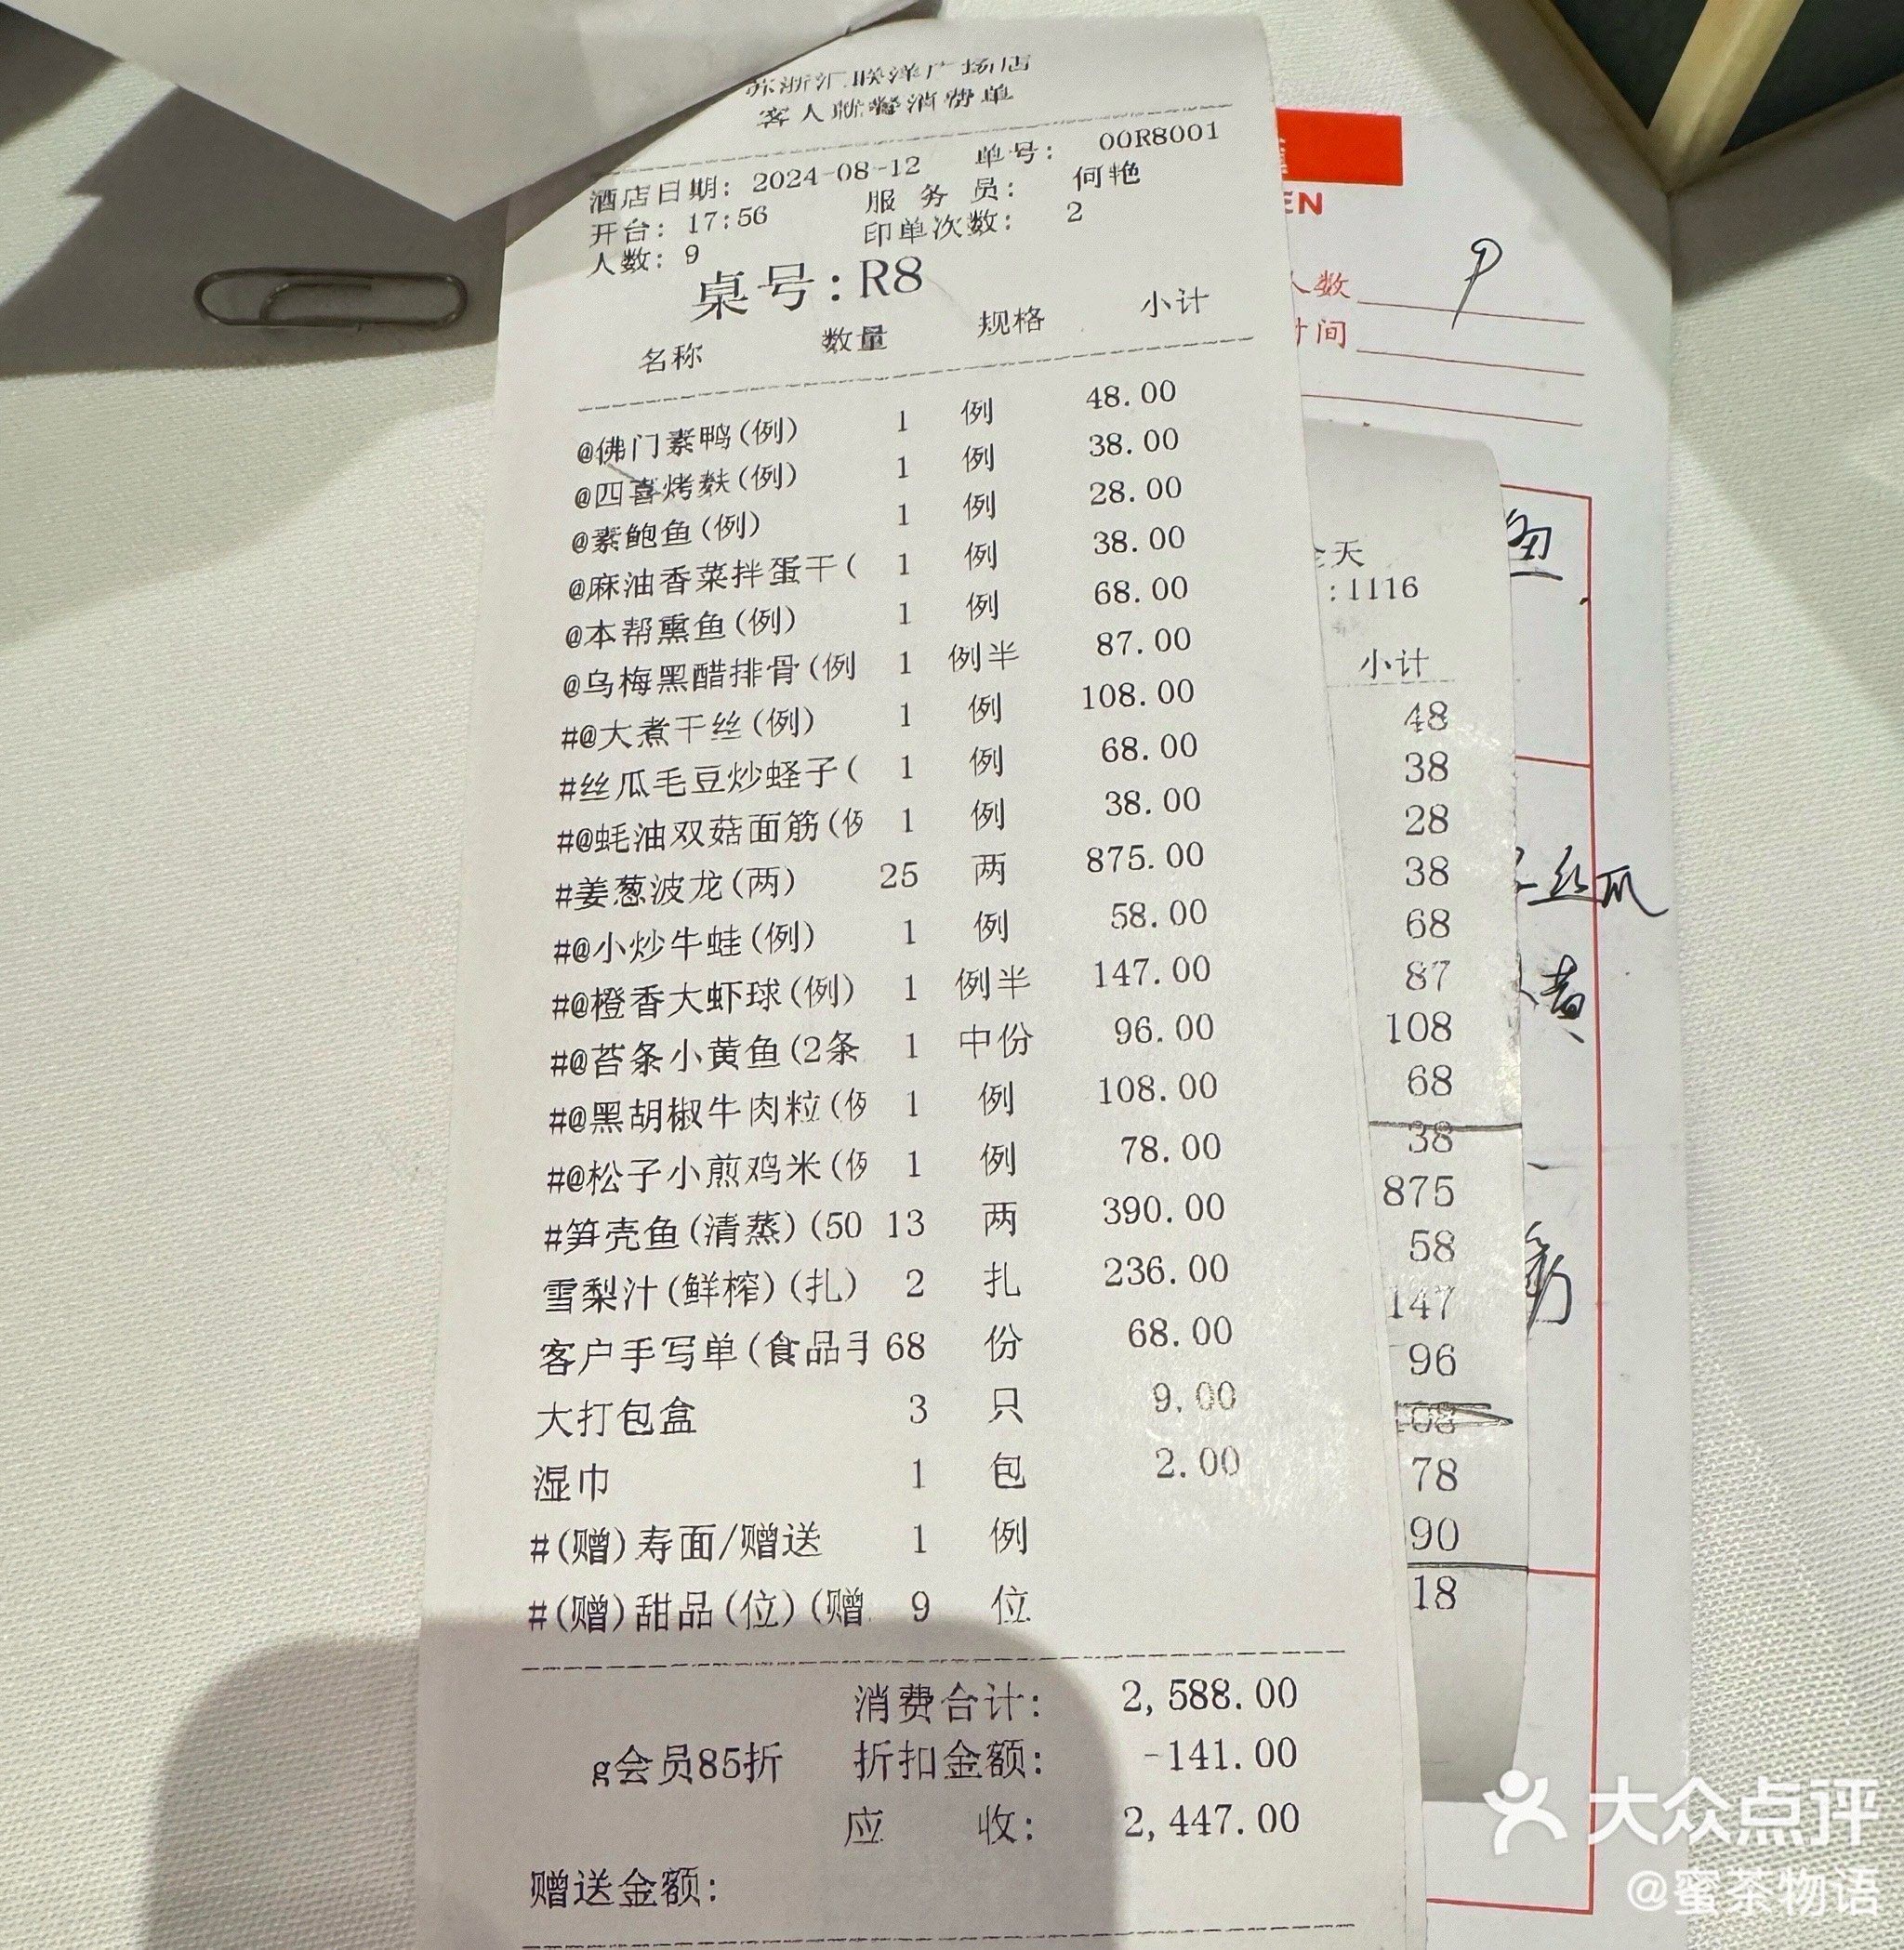 苏浙汇联洋广场店
客人就餐消费单
酒店日期: 2024-08-12 单号: 00R8001
开台: 17:56 服 务 员: 何艳
人数: 9 印单次数: 2
桌号:R8
名称 数量 规格 小计
@佛门素鸭(例) 1 例 48.00
@四喜烤麸(例) 1 例 38.00
@素鲍鱼(例) 1 例 28.00
@麻油香菜拌蛋干( 1 例 38.00
@本帮熏鱼(例) 1 例 68.00
@乌梅黑醋排骨(例 1 例半 87.00
#@大煮干丝(例) 1 例 108.00
#丝瓜毛豆炒蛏子( 1 例 68.00
#@蚝油双菇面筋(例 1 例 38.00
#姜葱波龙(两) 25 两 875.00
#@小炒牛蛙(例) 1 例 58.00
#@橙香大虾球(例) 1 例半 147.00
#@苔条小黄鱼(2条 1 中份 96.00
#@黑胡椒牛肉粒(例 1 例 108.00
#@松子小煎鸡米(例 1 例 78.00
#笋壳鱼(清蒸)(50 13 两 390.00
雪梨汁(鲜榨)(扎) 2 扎 236.00
客户手写单(食品手 68 份 68.00
大打包盒 3 只 9.00
湿巾 1 包 2.00
#(赠)寿面/赠送 1 例
#(赠)甜品(位)(赠 9 位
消费合计: 2,588.00
g会员85折 折扣金额: -141.00
应 收: 2,447.00
赠送金额:
EN
人数 9
时间
天
:1116
小计
48
38
28
38
68
87
108
68
38
875
58
147
96
108
78
90
18
丝瓜
大众点评
@蜜茶物语